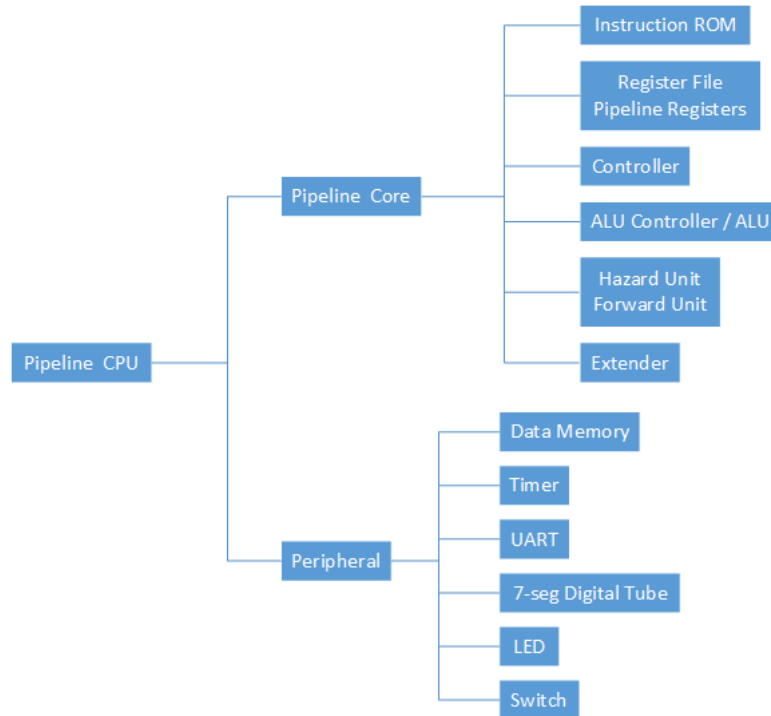 Pipeline CPU
Pipeline Core
Instruction ROM
Register File
Pipeline Registers
Controller
ALU Controller / ALU
Hazard Unit
Forward Unit
Extender
Peripheral
Data Memory
Timer
UART
7-seg Digital Tube
LED
Switch